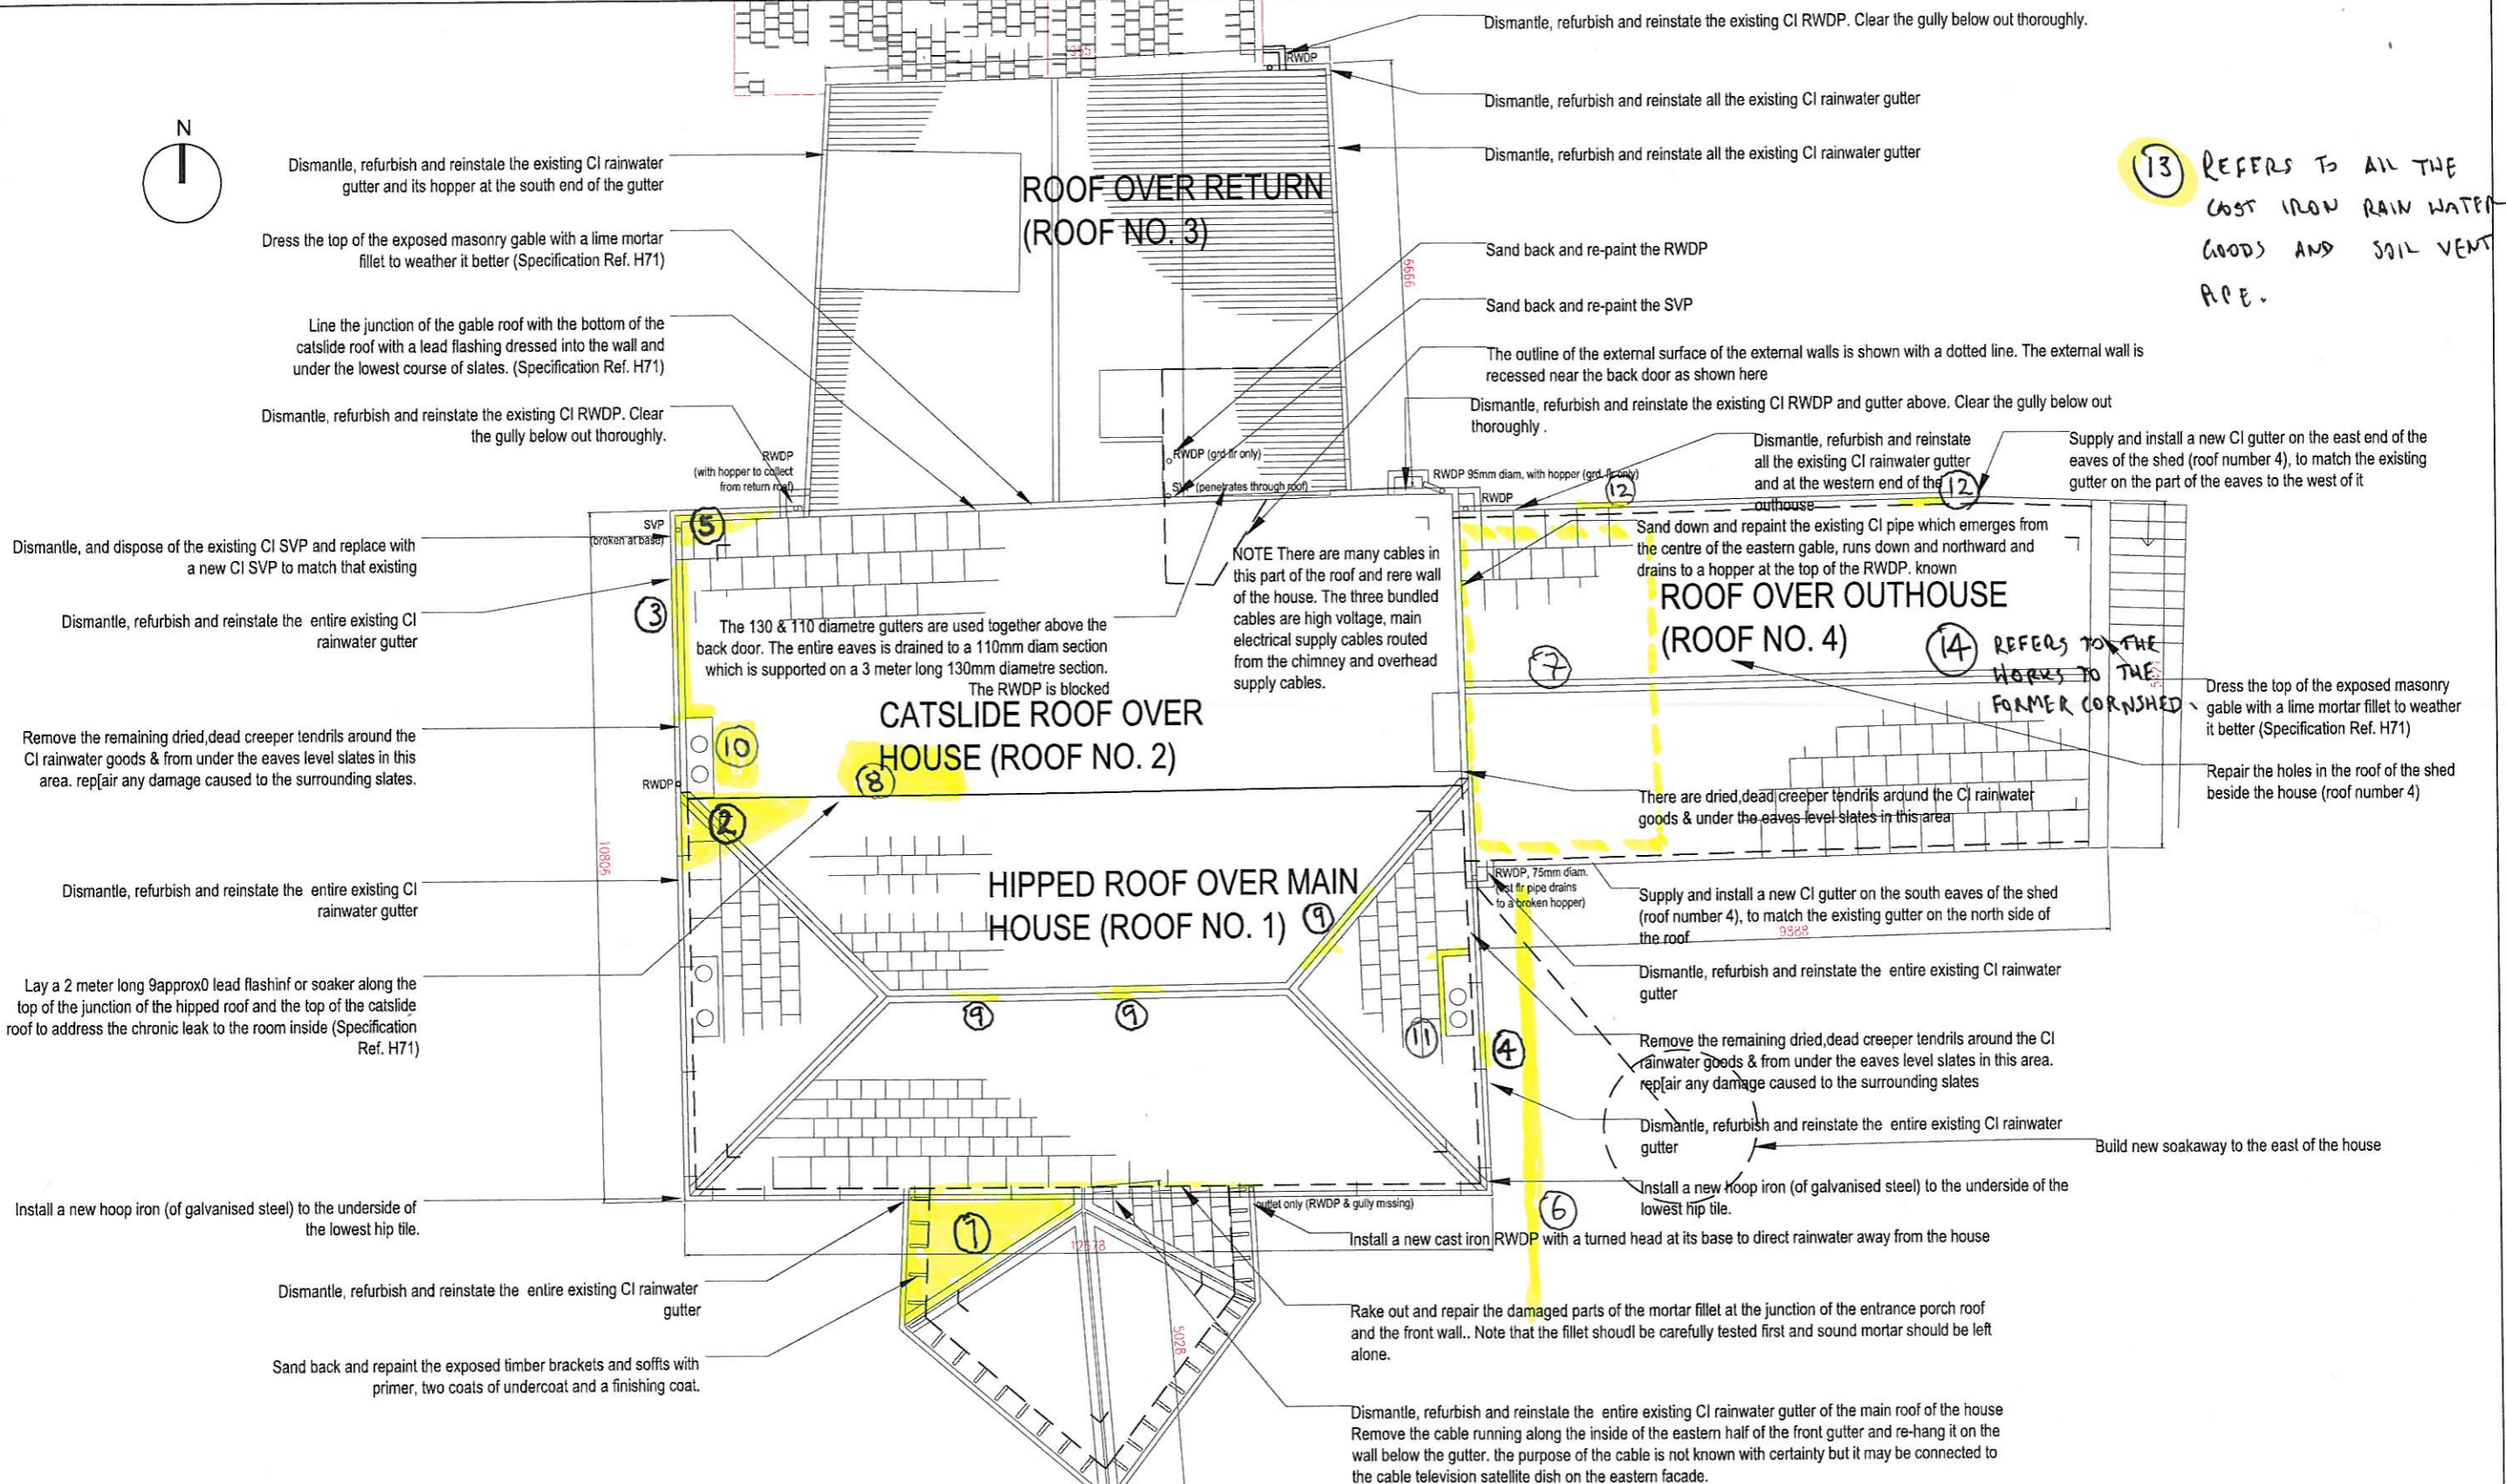 Dismantle, refurbish and reinstate the existing CI RWDP. Clear the gully below out thoroughly.
995
RWDP
Dismantle, refurbish and reinstate all the existing CI rainwater gutter
N
Dismantle, refurbish and reinstate the existing CI rainwater
gutter and its hopper at the south end of the gutter
Dismantle, refurbish and reinstate all the existing CI rainwater gutter
ROOF OVER RETURN
(ROOF NO. 3)
13 REFERS TO ALL THE
COST IRON RAIN WATER
GOODS AND SOIL VENT
PIPE.
Dress the top of the exposed masonry gable with a lime mortar
fillet to weather it better (Specification Ref. H71)
Sand back and re-paint the RWDP
6666
Sand back and re-paint the SVP
Line the junction of the gable roof with the bottom of the
catslide roof with a lead flashing dressed into the wall and
under the lowest course of slates. (Specification Ref. H71)
The outline of the external surface of the external walls is shown with a dotted line. The external wall is
recessed near the back door as shown here
Dismantle, refurbish and reinstate the existing CI RWDP. Clear
the gully below out thoroughly.
Dismantle, refurbish and reinstate the existing CI RWDP and gutter above. Clear the gully below out
thoroughly .
Dismantle, refurbish and reinstate
all the existing CI rainwater gutter
and at the western end of the
outhouse
Supply and install a new CI gutter on the east end of the
eaves of the shed (roof number 4), to match the existing
gutter on the part of the eaves to the west of it
RWDP
(with hopper to collect
from return roof)
RWDP (grd flr only)
SVP (penetrates through roof)
RWDP 95mm diam, with hopper (grd. flr only)
12
RWDP
12
SVP
(broken at base)
5
Dismantle, and dispose of the existing CI SVP and replace with
a new CI SVP to match that existing
Sand down and repaint the existing CI pipe which emerges from
the centre of the eastern gable, runs down and northward and
drains to a hopper at the top of the RWDP. known
NOTE There are many cables in
this part of the roof and rere wall
of the house. The three bundled
cables are high voltage, main
electrical supply cables routed
from the chimney and overhead
supply cables.
Dismantle, refurbish and reinstate the entire existing CI
rainwater gutter
3
The 130 & 110 diametre gutters are used together above the
back door. The entire eaves is drained to a 110mm diam section
which is supported on a 3 meter long 130mm diametre section.
The RWDP is blocked
ROOF OVER OUTHOUSE
(ROOF NO. 4)
7
14 REFERS TO THE
WORKS TO THE
FORMER CORNSHED
Dress the top of the exposed masonry
gable with a lime mortar fillet to weather
it better (Specification Ref. H71)
CATSLIDE ROOF OVER
HOUSE (ROOF NO. 2)
Remove the remaining dried,dead creeper tendrils around the
CI rainwater goods & from under the eaves level slates in this
area. rep[air any damage caused to the surrounding slates.
10
8
RWDP
Repair the holes in the roof of the shed
beside the house (roof number 4)
There are dried,dead creeper tendrils around the CI rainwater
goods & under the eaves level slates in this area
2
10806
Dismantle, refurbish and reinstate the entire existing CI
rainwater gutter
HIPPED ROOF OVER MAIN
HOUSE (ROOF NO. 1)
9
RWDP, 75mm diam.
flr pipe drains
to a broken hopper)
Supply and install a new CI gutter on the south eaves of the shed
(roof number 4), to match the existing gutter on the north side of
the roof
9388
Lay a 2 meter long 9approx0 lead flashinf or soaker along the
top of the junction of the hipped roof and the top of the catslide
roof to address the chronic leak to the room inside (Specification
Ref. H71)
Dismantle, refurbish and reinstate the entire existing CI rainwater
gutter
9
9
11
4
Remove the remaining dried,dead creeper tendrils around the CI
rainwater goods & from under the eaves level slates in this area.
rep[air any damage caused to the surrounding slates
Dismantle, refurbish and reinstate the entire existing CI rainwater
gutter
Build new soakaway to the east of the house
Install a new hoop iron (of galvanised steel) to the underside of
the lowest hip tile.
Install a new hoop iron (of galvanised steel) to the underside of the
lowest hip tile.
outlet only (RWDP & gully missing)
6
1
Install a new cast iron RWDP with a turned head at its base to direct rainwater away from the house
Dismantle, refurbish and reinstate the entire existing CI rainwater
gutter
5028
Rake out and repair the damaged parts of the mortar fillet at the junction of the entrance porch roof
and the front wall.. Note that the fillet shoudl be carefully tested first and sound mortar should be left
alone.
Sand back and repaint the exposed timber brackets and soffts with
primer, two coats of undercoat and a finishing coat.
Dismantle, refurbish and reinstate the entire existing CI rainwater gutter of the main roof of the house
Remove the cable running along the inside of the eastern half of the front gutter and re-hang it on the
wall below the gutter. the purpose of the cable is not known with certainty but it may be connected to
the cable television satellite dish on the eastern facade.